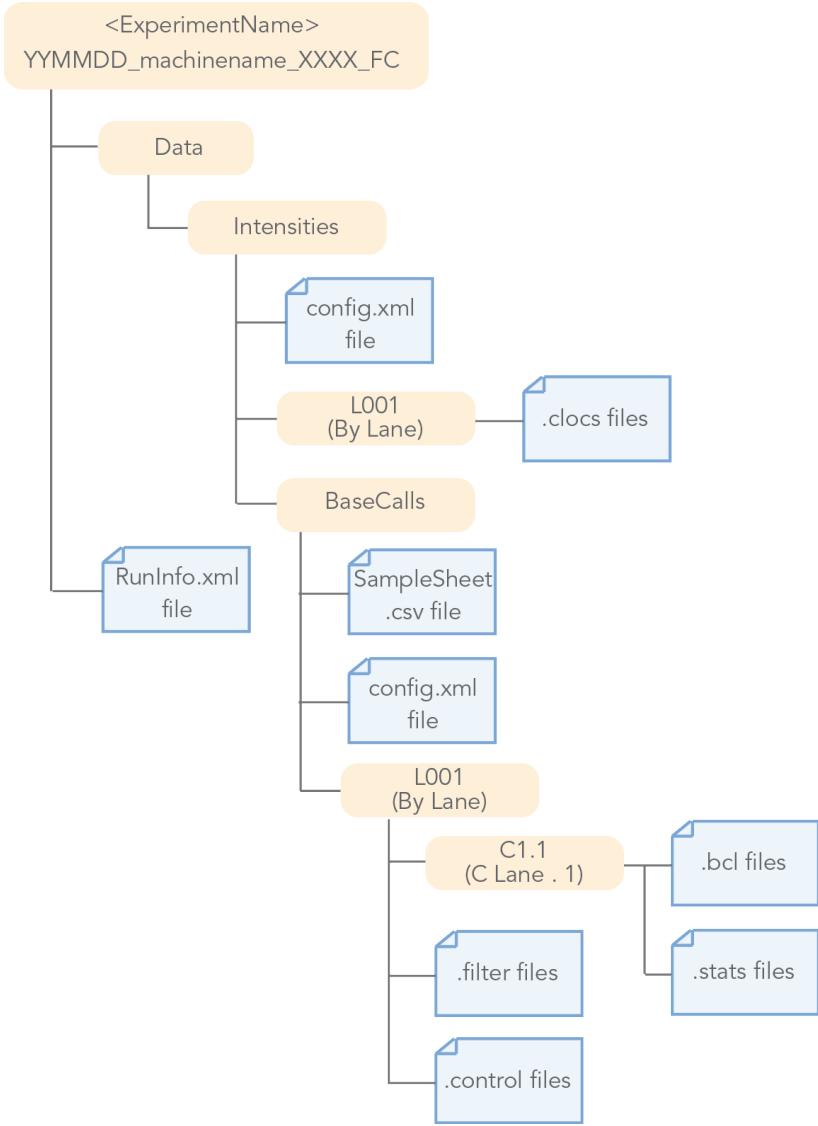 <ExperimentName>
YYMMDD_machinename_XXXX_FC
Data
Intensities
config.xml
file
L001
(By Lane)
.clocs files
BaseCalls
RunInfo.xml
file
SampleSheet
.csv file
config.xml
file
L001
(By Lane)
C1.1
(C Lane . 1)
.bcl files
.stats files
.filter files
.control files